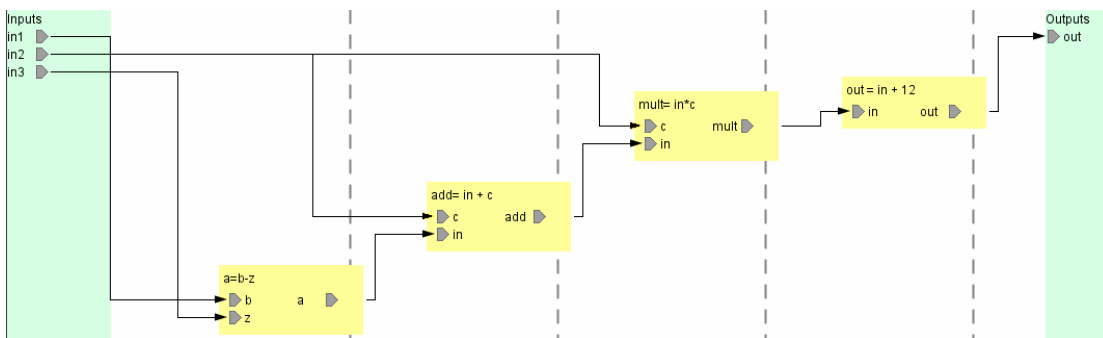 Inputs
in1
in2
in3
a=b-z
b a
z
add= in + c
c add
in
mult= in*c
c mult
in
out = in + 12
in out
Outputs
out